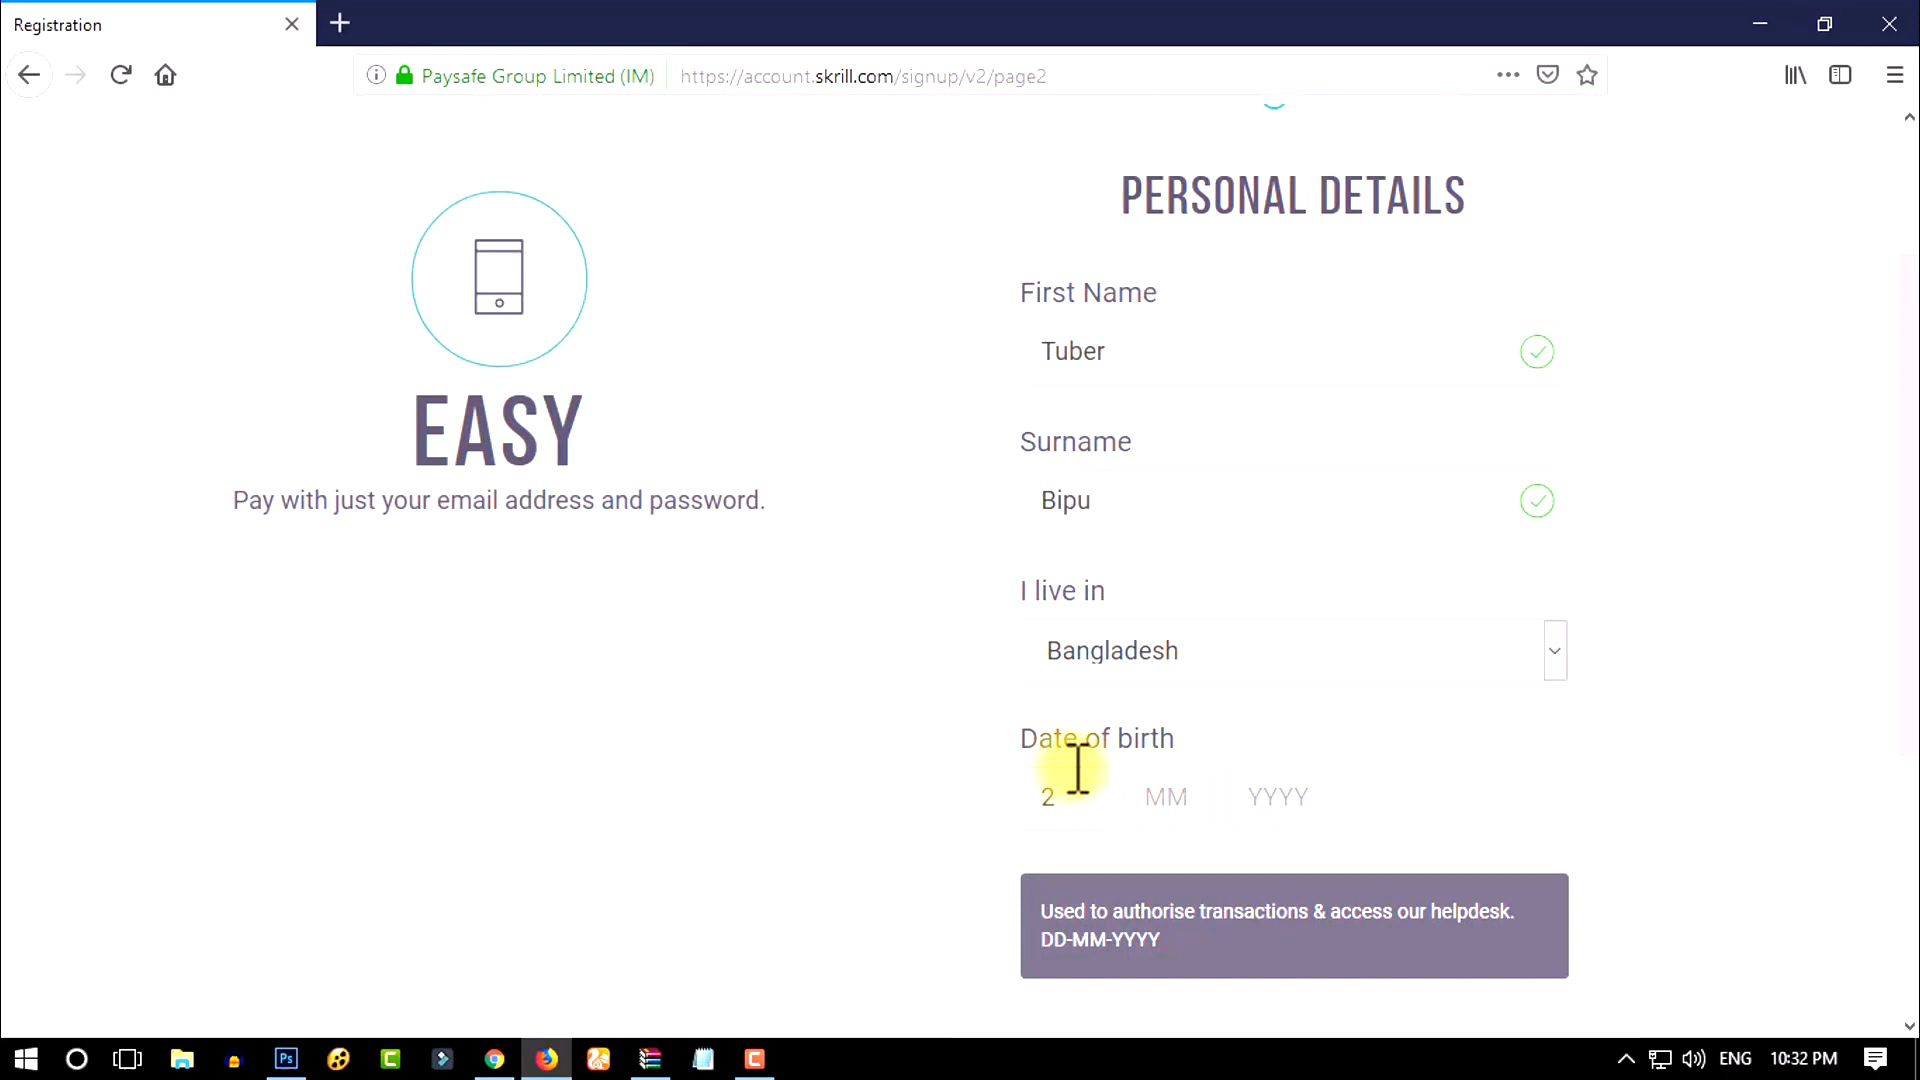 Registration
Paysafe Group Limited (IM)
https://account.skrill.com/signup/v2/page2
PERSONAL DETAILS
First Name
Tuber
EASY
Surname
Pay with just your email address and password.
Bipu
I live in
Bangladesh
Date of birth
2 MM YYYY
Used to authorise transactions & access our helpdesk.
DD-MM-YYYY
Ps
ENG
10:32 PM